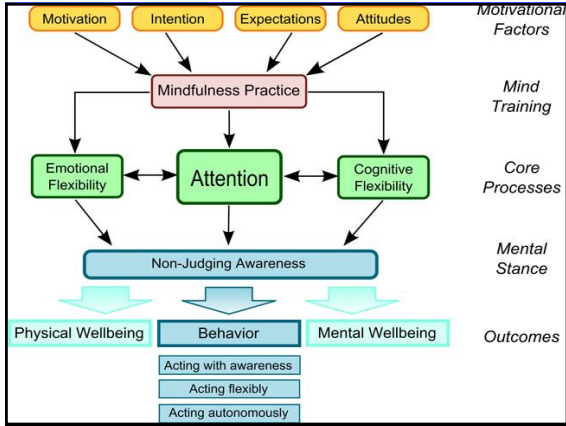 Motivation
Intention
Expectations
Attitudes
Motivational
Factors
Mindfulness Practice
Mind
Training
Emotional
Flexibility
Attention
Cognitive
Flexibility
Core
Processes
Non-Judging Awareness
Mental
Stance
Physical Wellbeing
Behavior
Mental Wellbeing
Outcomes
Acting with awareness
Acting flexibly
Acting autonomously